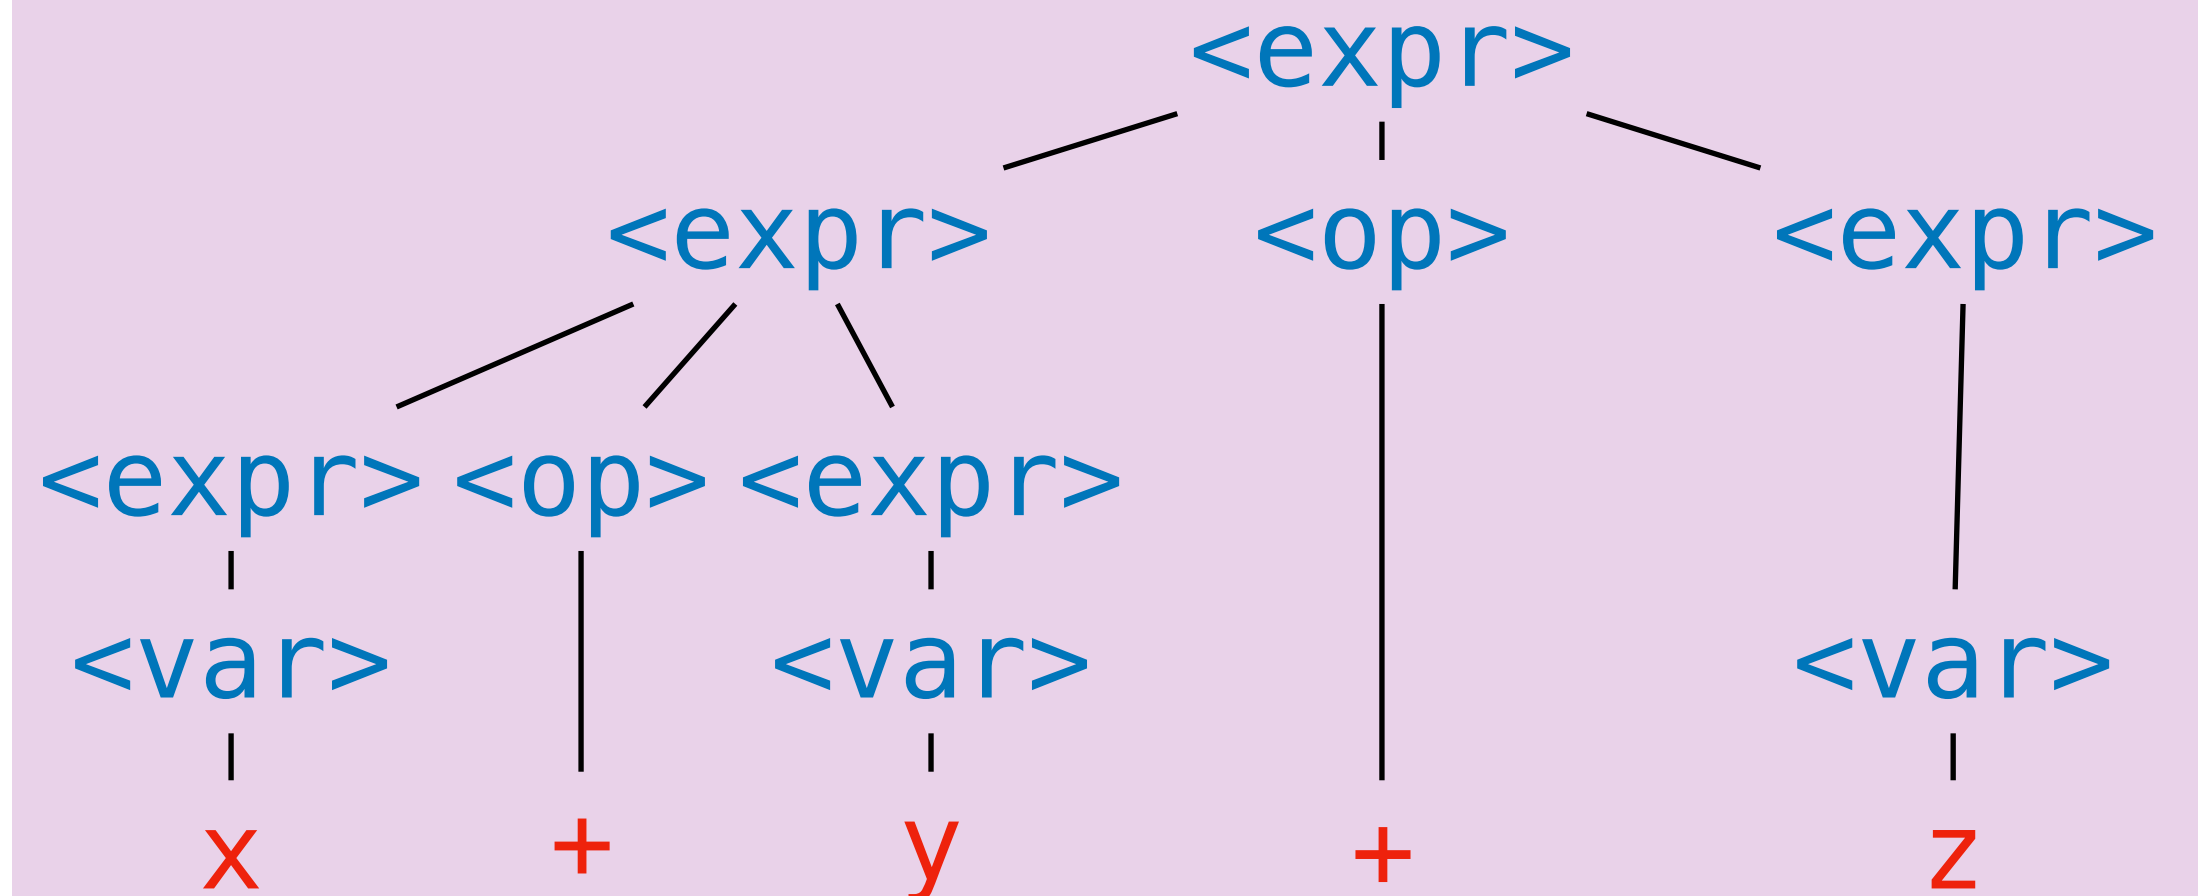 <expr>
<expr> <op> <expr>
<expr> <op> <expr>
<var> <var> <var>
x + y + z